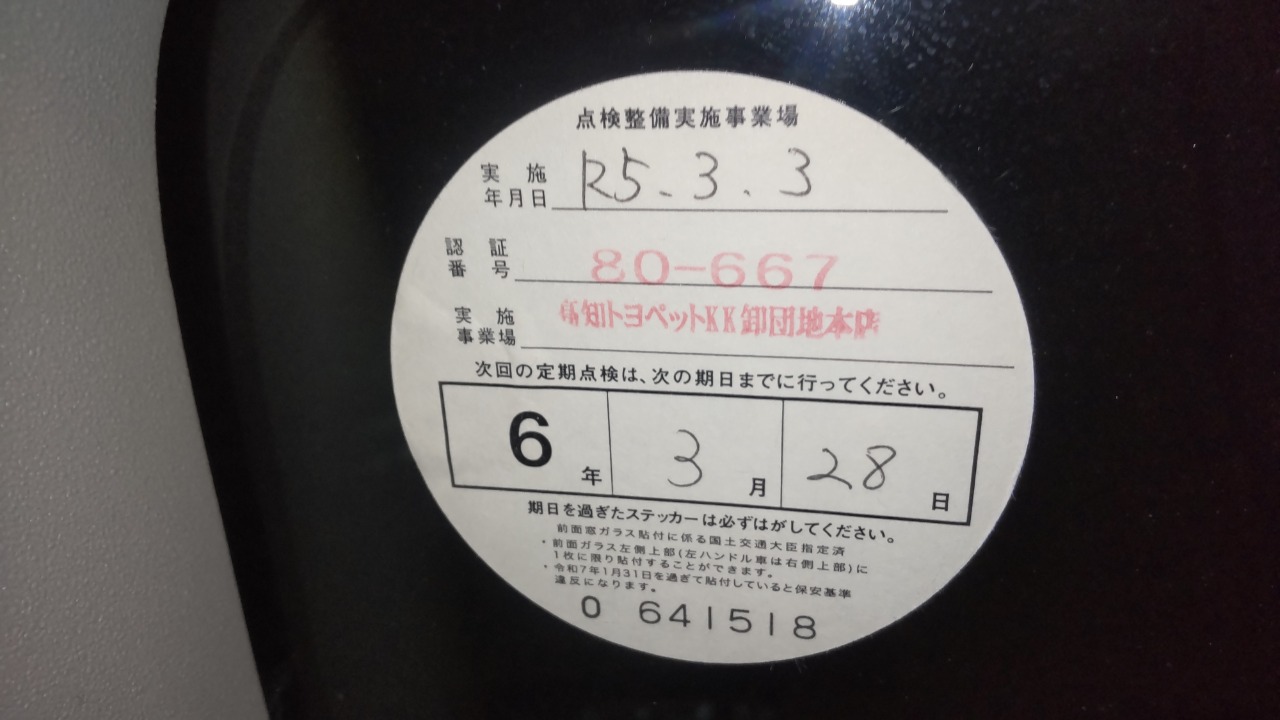 点検整備実施事業場
実施
年月日 R5.3.3
認証
番号 80-667
実施
事業場 高知トヨペットKK卸団地本店
次回の定期点検は、次の期日までに行ってください。
6年 3月 28日
期日を過ぎたステッカーは必ずはがしてください。
前面窓ガラス貼付に係る国土交通大臣指定済
・前面ガラス左側上部(左ハンドル車は右側上部)に
1枚に限り貼付することができます。
・令和7年1月31日を過ぎて貼付していると保安基準
違反になります。
0 641518